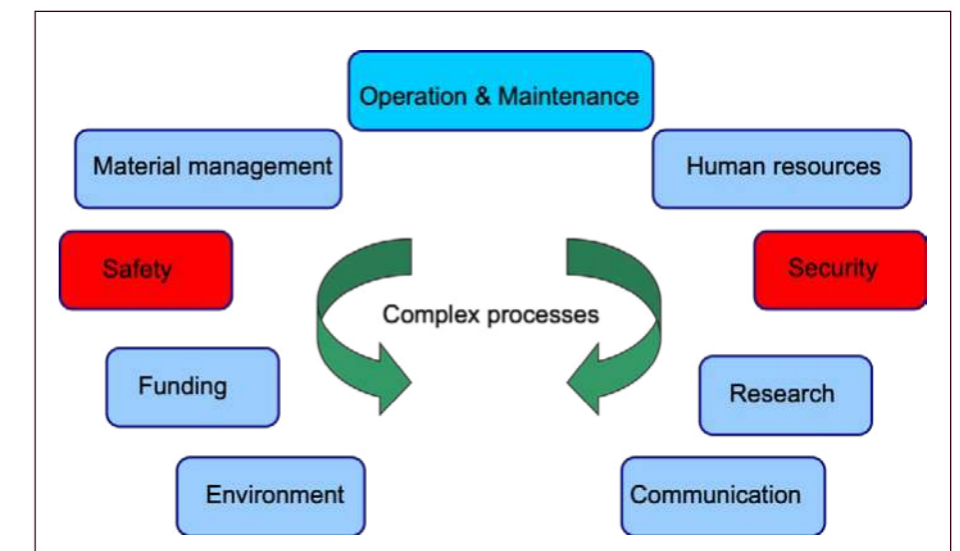 Operation & Maintenance
Material management
Human resources
Safety
Security
Complex processes
Funding
Research
Environment
Communication